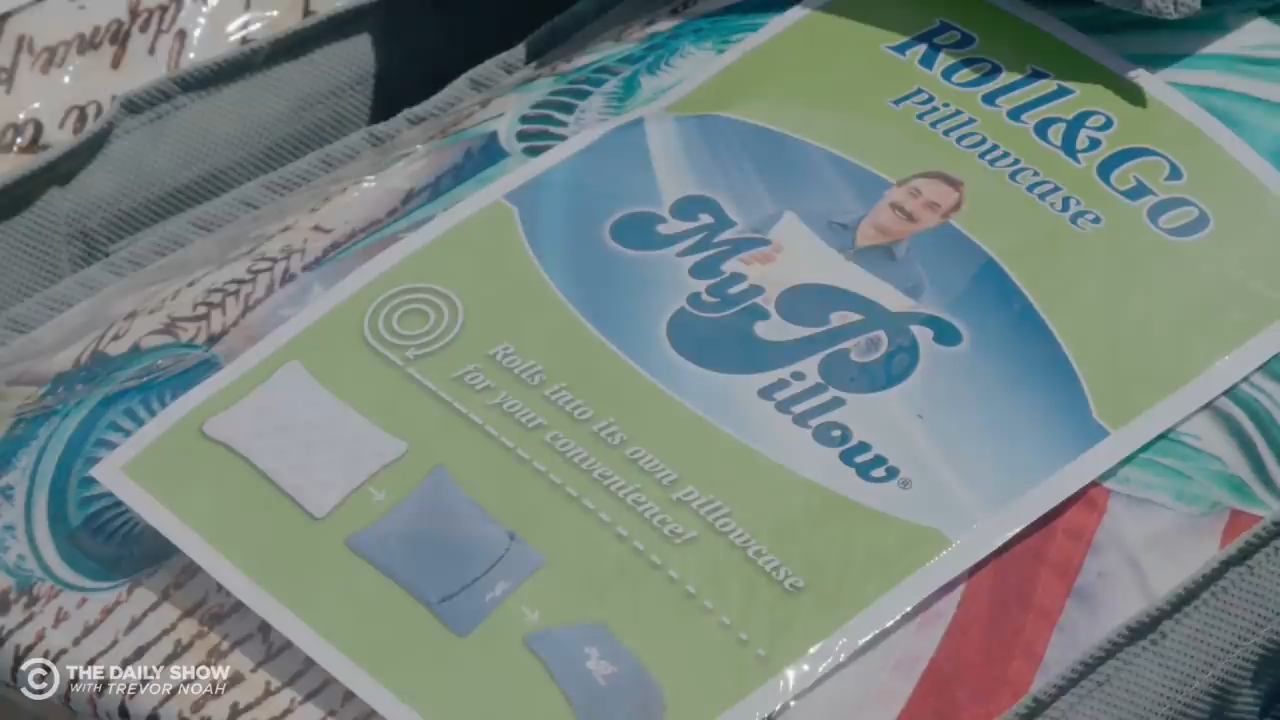 Roll&Go
Pillowcase
MyPillow®
Rolls into its own pillowcase
for your convenience!
THE DAILY SHOW
WITH TREVOR NOAH